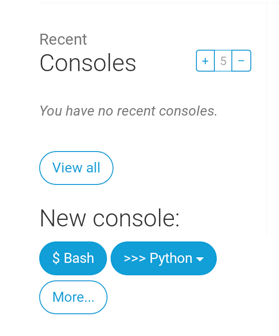 Recent
Consoles
+ 5 −
You have no recent consoles.
View all
New console:
$ Bash >>> Python
More...